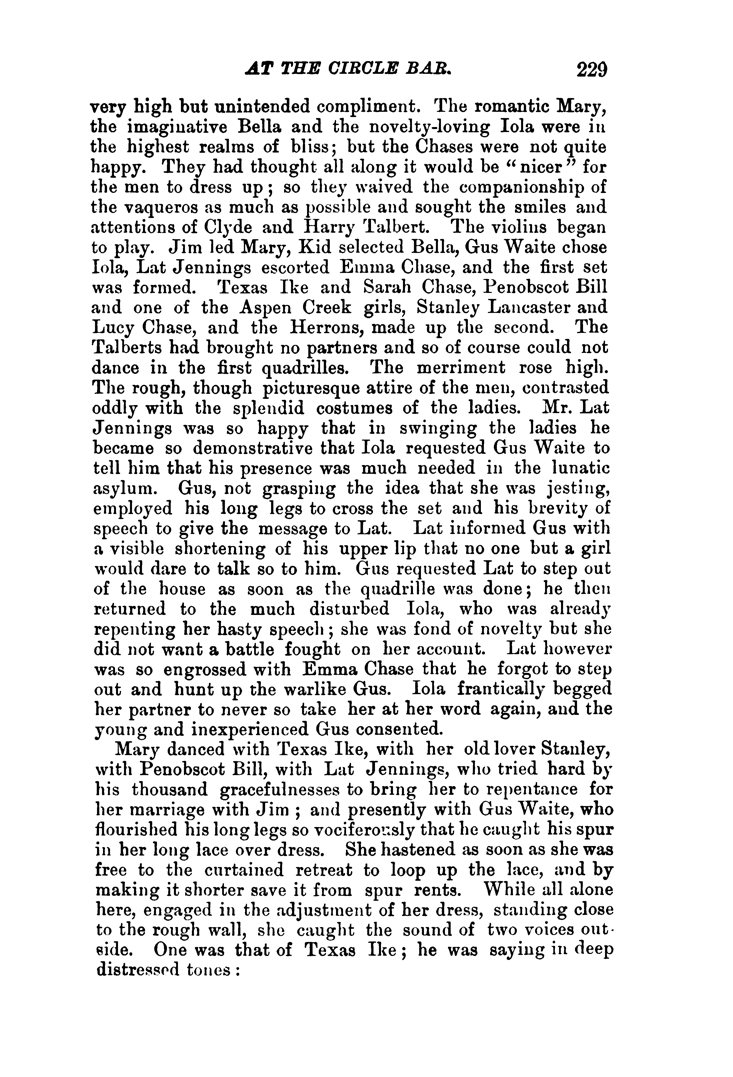 AT THE CIRCLE BAR. 229
very high but unintended compliment. The romantic Mary,
the imaginative Bella and the novelty-loving Iola were in
the highest realms of bliss; but the Chases were not quite
happy. They had thought all along it would be “nicer” for
the men to dress up; so they waived the companionship of
the vaqueros as much as possible and sought the smiles and
attentions of Clyde and Harry Talbert. The violins began
to play. Jim led Mary, Kid selected Bella, Gus Waite chose
Iola, Lat Jennings escorted Emma Chase, and the first set
was formed. Texas Ike and Sarah Chase, Penobscot Bill
and one of the Aspen Creek girls, Stanley Lancaster and
Lucy Chase, and the Herrons, made up the second. The
Talberts had brought no partners and so of course could not
dance in the first quadrilles. The merriment rose high.
The rough, though picturesque attire of the men, contrasted
oddly with the splendid costumes of the ladies. Mr. Lat
Jennings was so happy that in swinging the ladies he
became so demonstrative that Iola requested Gus Waite to
tell him that his presence was much needed in the lunatic
asylum. Gus, not grasping the idea that she was jesting,
employed his long legs to cross the set and his brevity of
speech to give the message to Lat. Lat informed Gus with
a visible shortening of his upper lip that no one but a girl
would dare to talk so to him. Gus requested Lat to step out
of the house as soon as the quadrille was done; he then
returned to the much disturbed Iola, who was already
repenting her hasty speech; she was fond of novelty but she
did not want a battle fought on her account. Lat however
was so engrossed with Emma Chase that he forgot to step
out and hunt up the warlike Gus. Iola frantically begged
her partner to never so take her at her word again, and the
young and inexperienced Gus consented.
Mary danced with Texas Ike, with her old lover Stanley,
with Penobscot Bill, with Lat Jennings, who tried hard by
his thousand gracefulnesses to bring her to repentance for
her marriage with Jim; and presently with Gus Waite, who
flourished his long legs so vociferously that he caught his spur
in her long lace over dress. She hastened as soon as she was
free to the curtained retreat to loop up the lace, and by
making it shorter save it from spur rents. While all alone
here, engaged in the adjustment of her dress, standing close
to the rough wall, she caught the sound of two voices out-
side. One was that of Texas Ike; he was saying in deep
distressed tones: